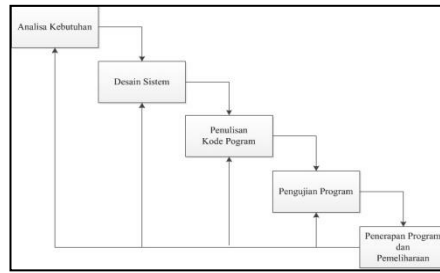 Analisa Kebutuhan
Desain Sistem
Penulisan
Kode Pogram
Pengujian Program
Penerapan Program
dan
Pemeliharaan